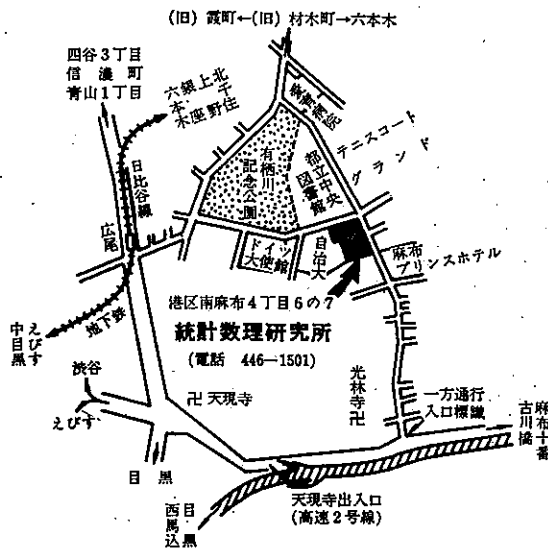 (旧) 霞町←(旧) 材木町→六本木
四谷3丁目
信濃町
青山1丁目
六本木
銀座
上野
北千住
日比谷線
広尾
有栖川
記念公園
都立中央
図書館
テニスコート
グランド
ドイツ
大使館
自治大
麻布
プリンスホテル
港区南麻布4丁目6の7
統計数理研究所
(電話 446—1501)
地下鉄
えびす
中目黒
渋谷
えびす
卍 天現寺
光林寺卍
一方通行
入口標識
麻布十番
古川橋
目黒
天現寺出入口
(高速2号線)
目黒
西馬込